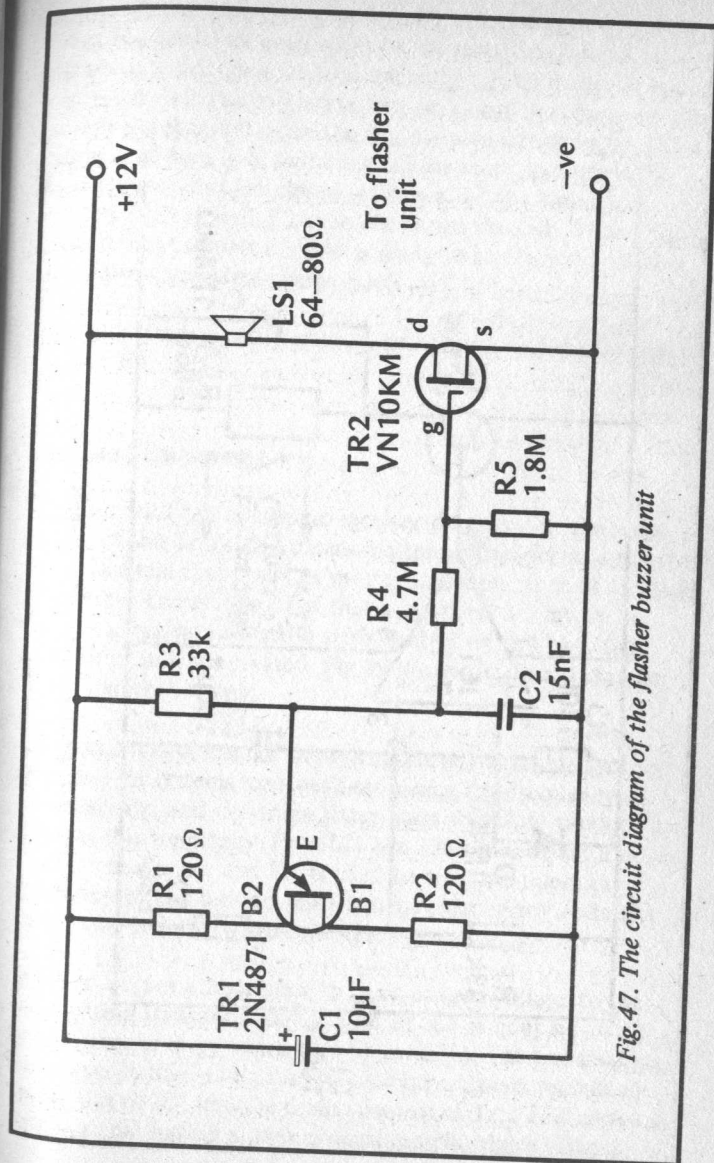 R1
120Ω
TR1
2N4871
B2
E
B1
C1
10µF
+
R2
120Ω
R3
33k
R4
4.7M
C2
15nF
TR2
VN10KM
g
d
s
R5
1.8M
LS1
64–80Ω
+12V
To flasher
unit
–ve
Fig.47. The circuit diagram of the flasher buzzer unit